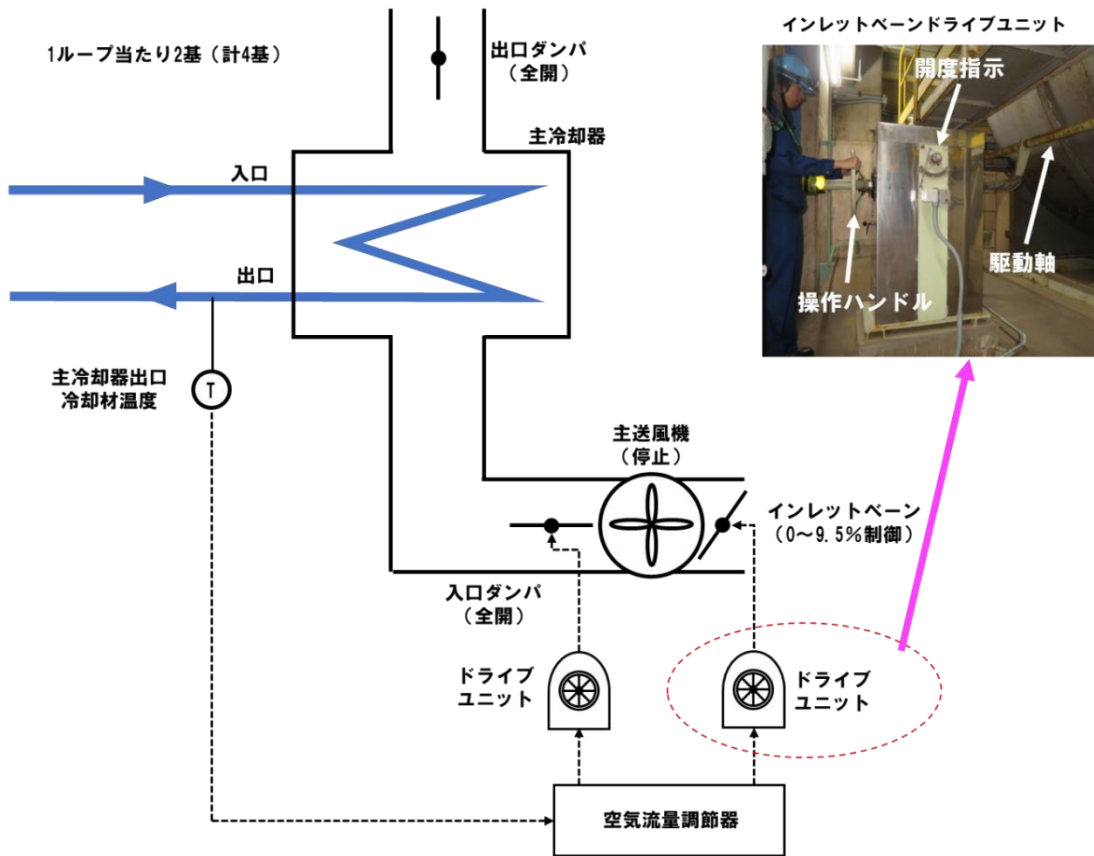 1ループ当たり2基（計4基）
出口ダンパ
（全開）
インレットベーンドライブユニット
開度指示
主冷却器
入口
出口
駆動軸
操作ハンドル
主冷却器出口
冷却材温度
T
主送風機
（停止）
インレットベーン
（0～9.5%制御）
入口ダンパ
（全開）
ドライブ
ユニット
ドライブ
ユニット
空気流量調節器